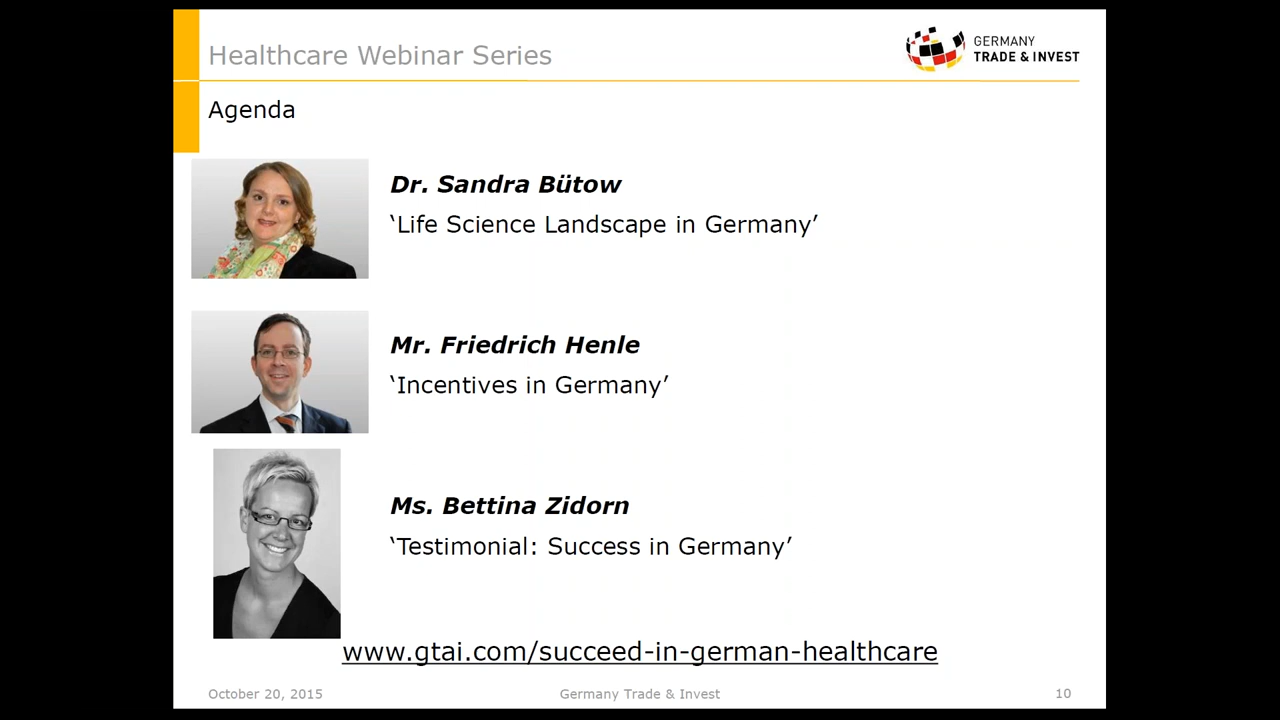 Healthcare Webinar Series
GERMANY
TRADE & INVEST
Agenda
Dr. Sandra Bütow
‘Life Science Landscape in Germany’
Mr. Friedrich Henle
‘Incentives in Germany’
Ms. Bettina Zidorn
‘Testimonial: Success in Germany’
www.gtai.com/succeed-in-german-healthcare
October 20, 2015
Germany Trade & Invest
10